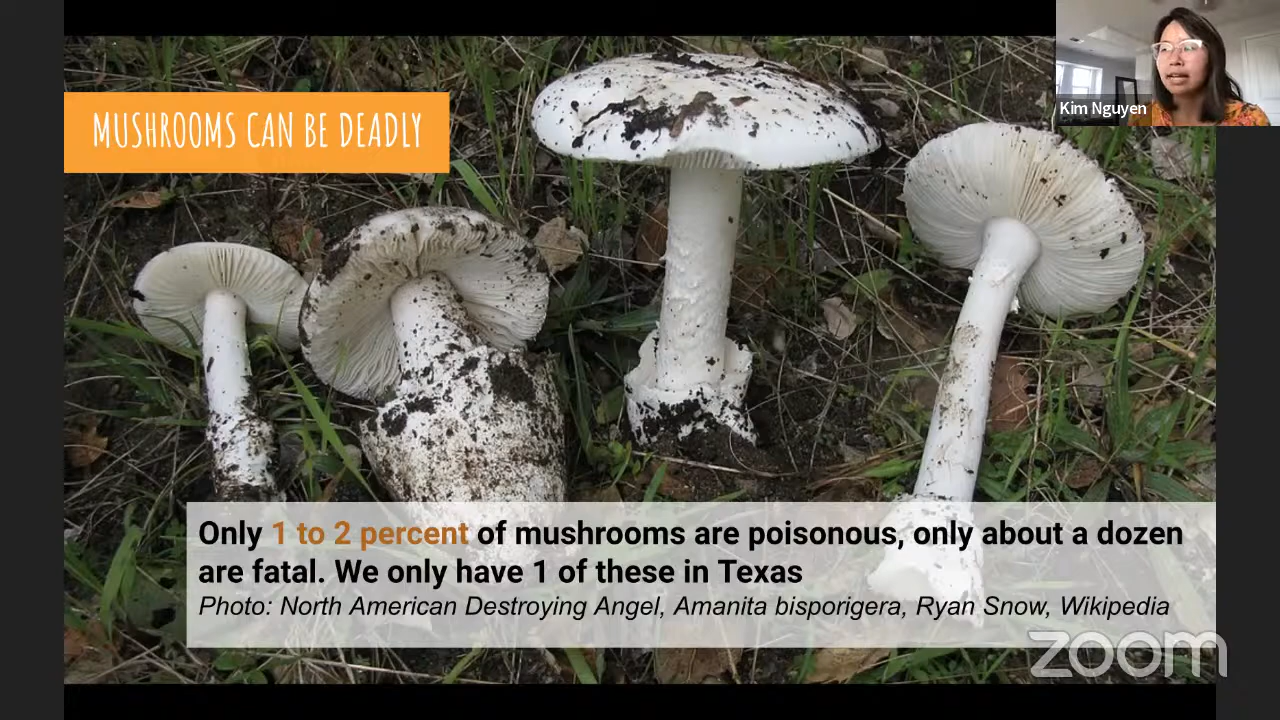 MUSHROOMS CAN BE DEADLY
Kim Nguyen
Only 1 to 2 percent of mushrooms are poisonous, only about a dozen
are fatal. We only have 1 of these in Texas
Photo: North American Destroying Angel, Amanita bisporigera, Ryan Snow, Wikipedia
zoom